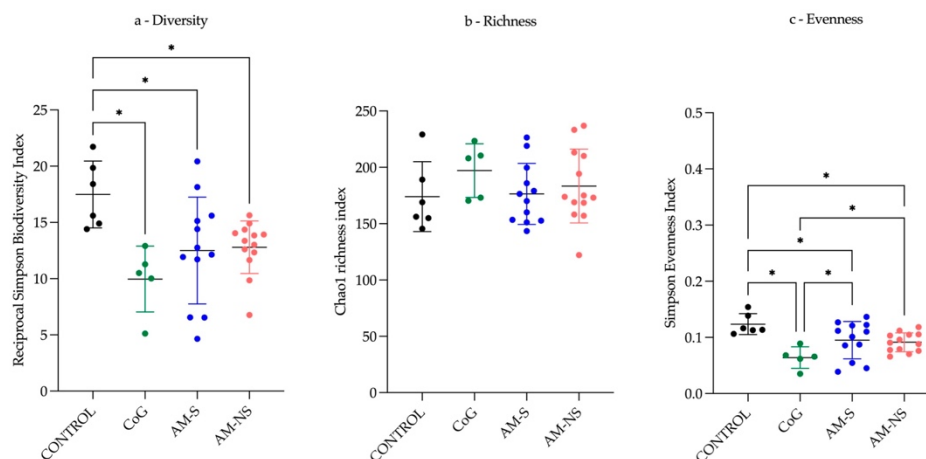 a - Diversity
Reciprocal Simpson Biodiversity Index
25
20
15
10
5
0
* * *
CONTROL CoG AM-S AM-NS
b - Richness
Chao1 richness index
250
200
150
100
50
0
CONTROL CoG AM-S AM-NS
c - Evenness
Simpson Evenness Index
0.5
0.4
0.3
0.2
0.1
0.0
* * * * *
CONTROL CoG AM-S AM-NS